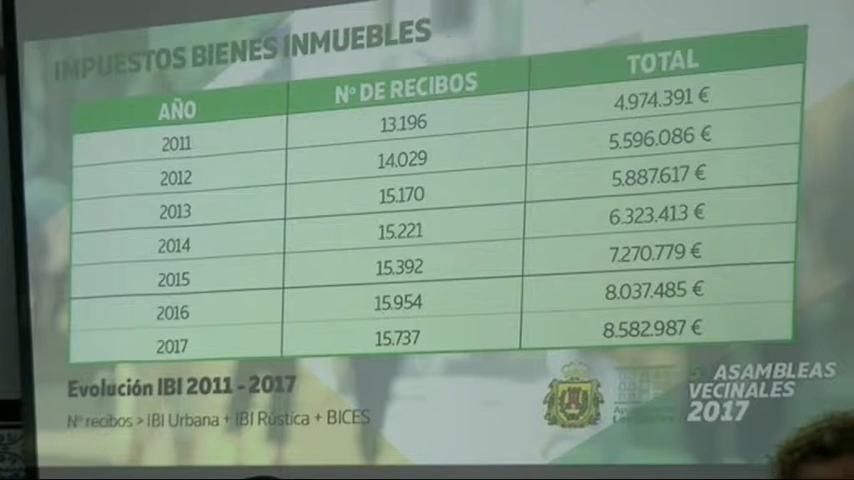 IMPUESTOS BIENES INMUEBLES
AÑO Nº DE RECIBOS TOTAL
2011 13.196 4.974.391 €
2012 14.029 5.596.086 €
2013 15.170 5.887.617 €
2014 15.221 6.323.413 €
2015 15.392 7.270.779 €
2016 15.954 8.037.485 €
2017 15.737 8.582.987 €
Evolución IBI 2011 - 2017
Nº recibos > IBI Urbana + IBI Rústica + BICES
ASAMBLEAS
VECINALES
2017